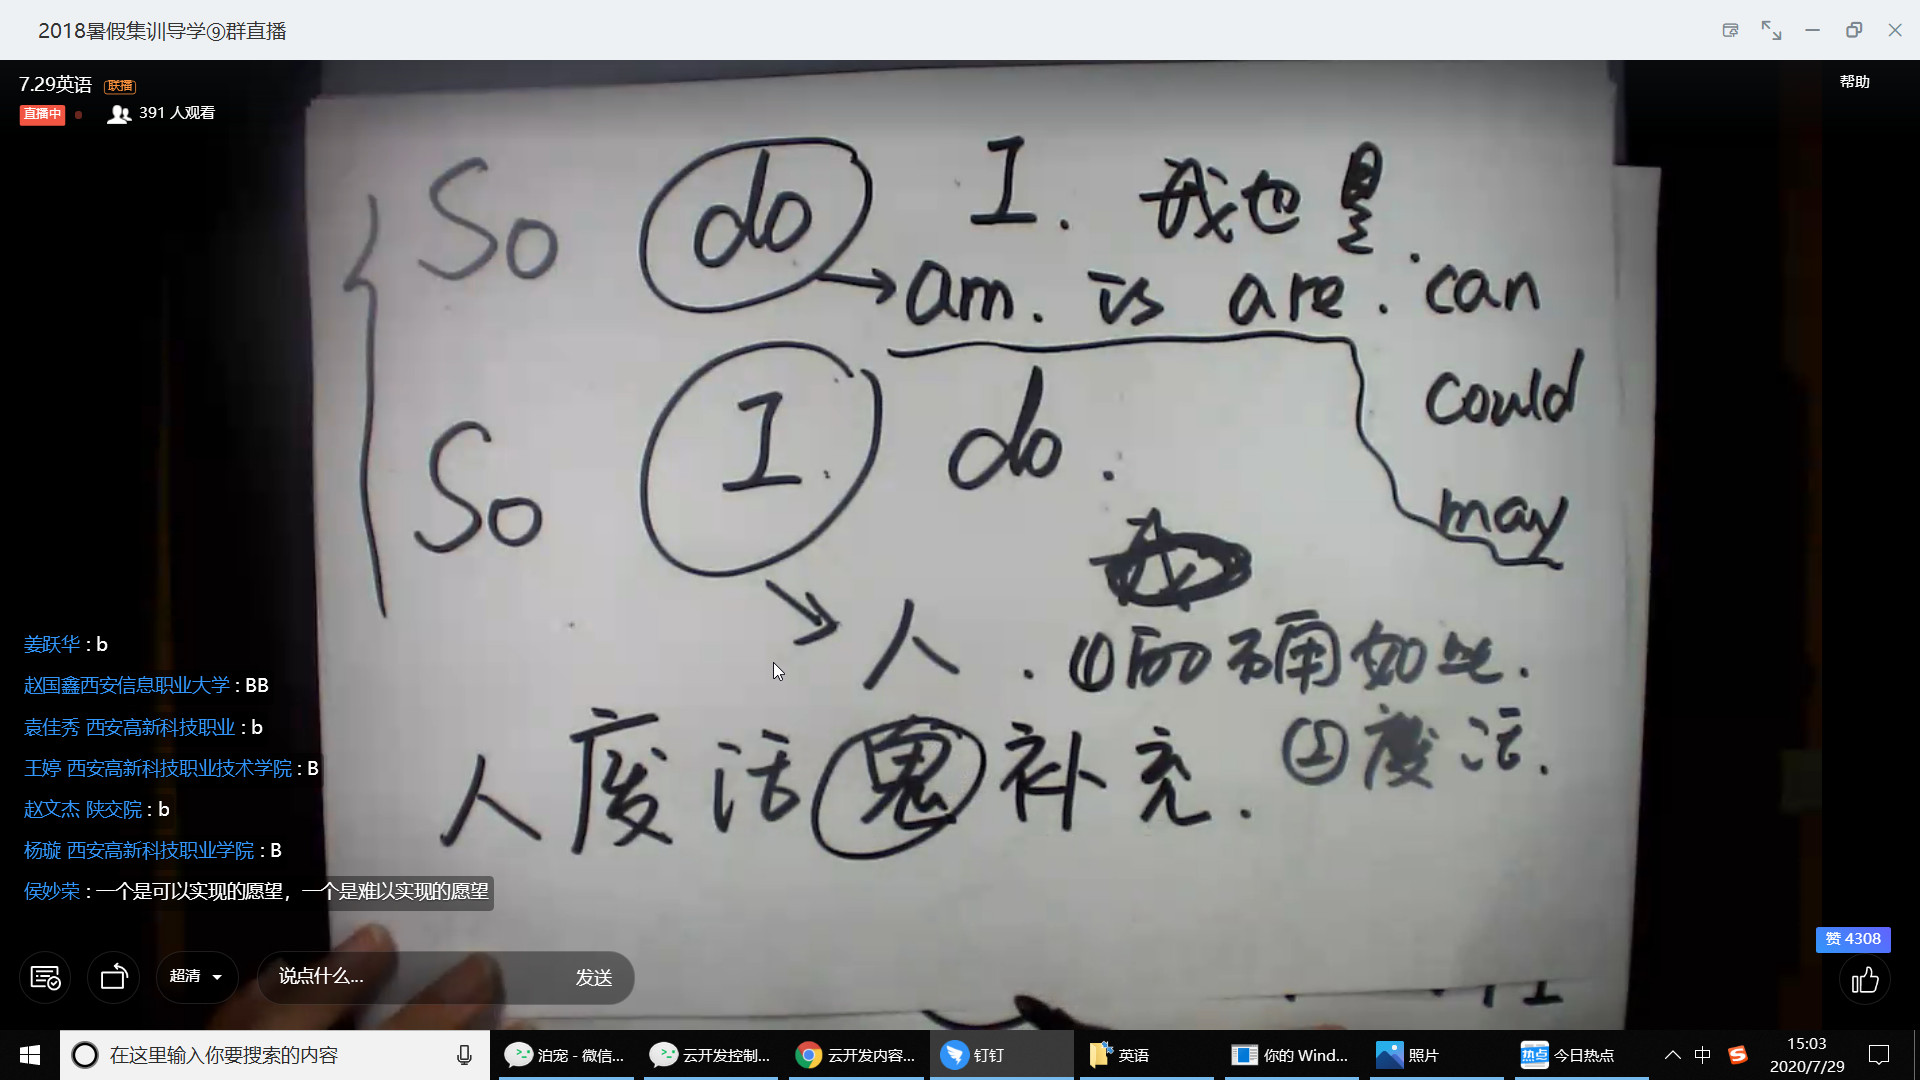 2018暑假集训导学⑨群直播
7.29英语 联播
帮助
直播中 391 人观看
So do I. 我也是.
am. is are. can
could
may
So I. do.
人. ①的确如此.
②废话.
人废话鬼补充.
姜跃华 : b
赵国鑫西安信息职业大学 : BB
袁佳秀 西安高新科技职业 : b
王婷 西安高新科技职业技术学院 : B
赵文杰 陕交院 : b
杨璇 西安高新科技职业学院 : B
侯妙荣 : 一个是可以实现的愿望，一个是难以实现的愿望
赞 4308
超清 说点什么... 发送
在这里输入你要搜索的内容 泊宠 - 微信... 云开发控制... 云开发内容... 钉钉 英语 你的 Wind... 照片 热点 今日热点 中 15:03
2020/7/29